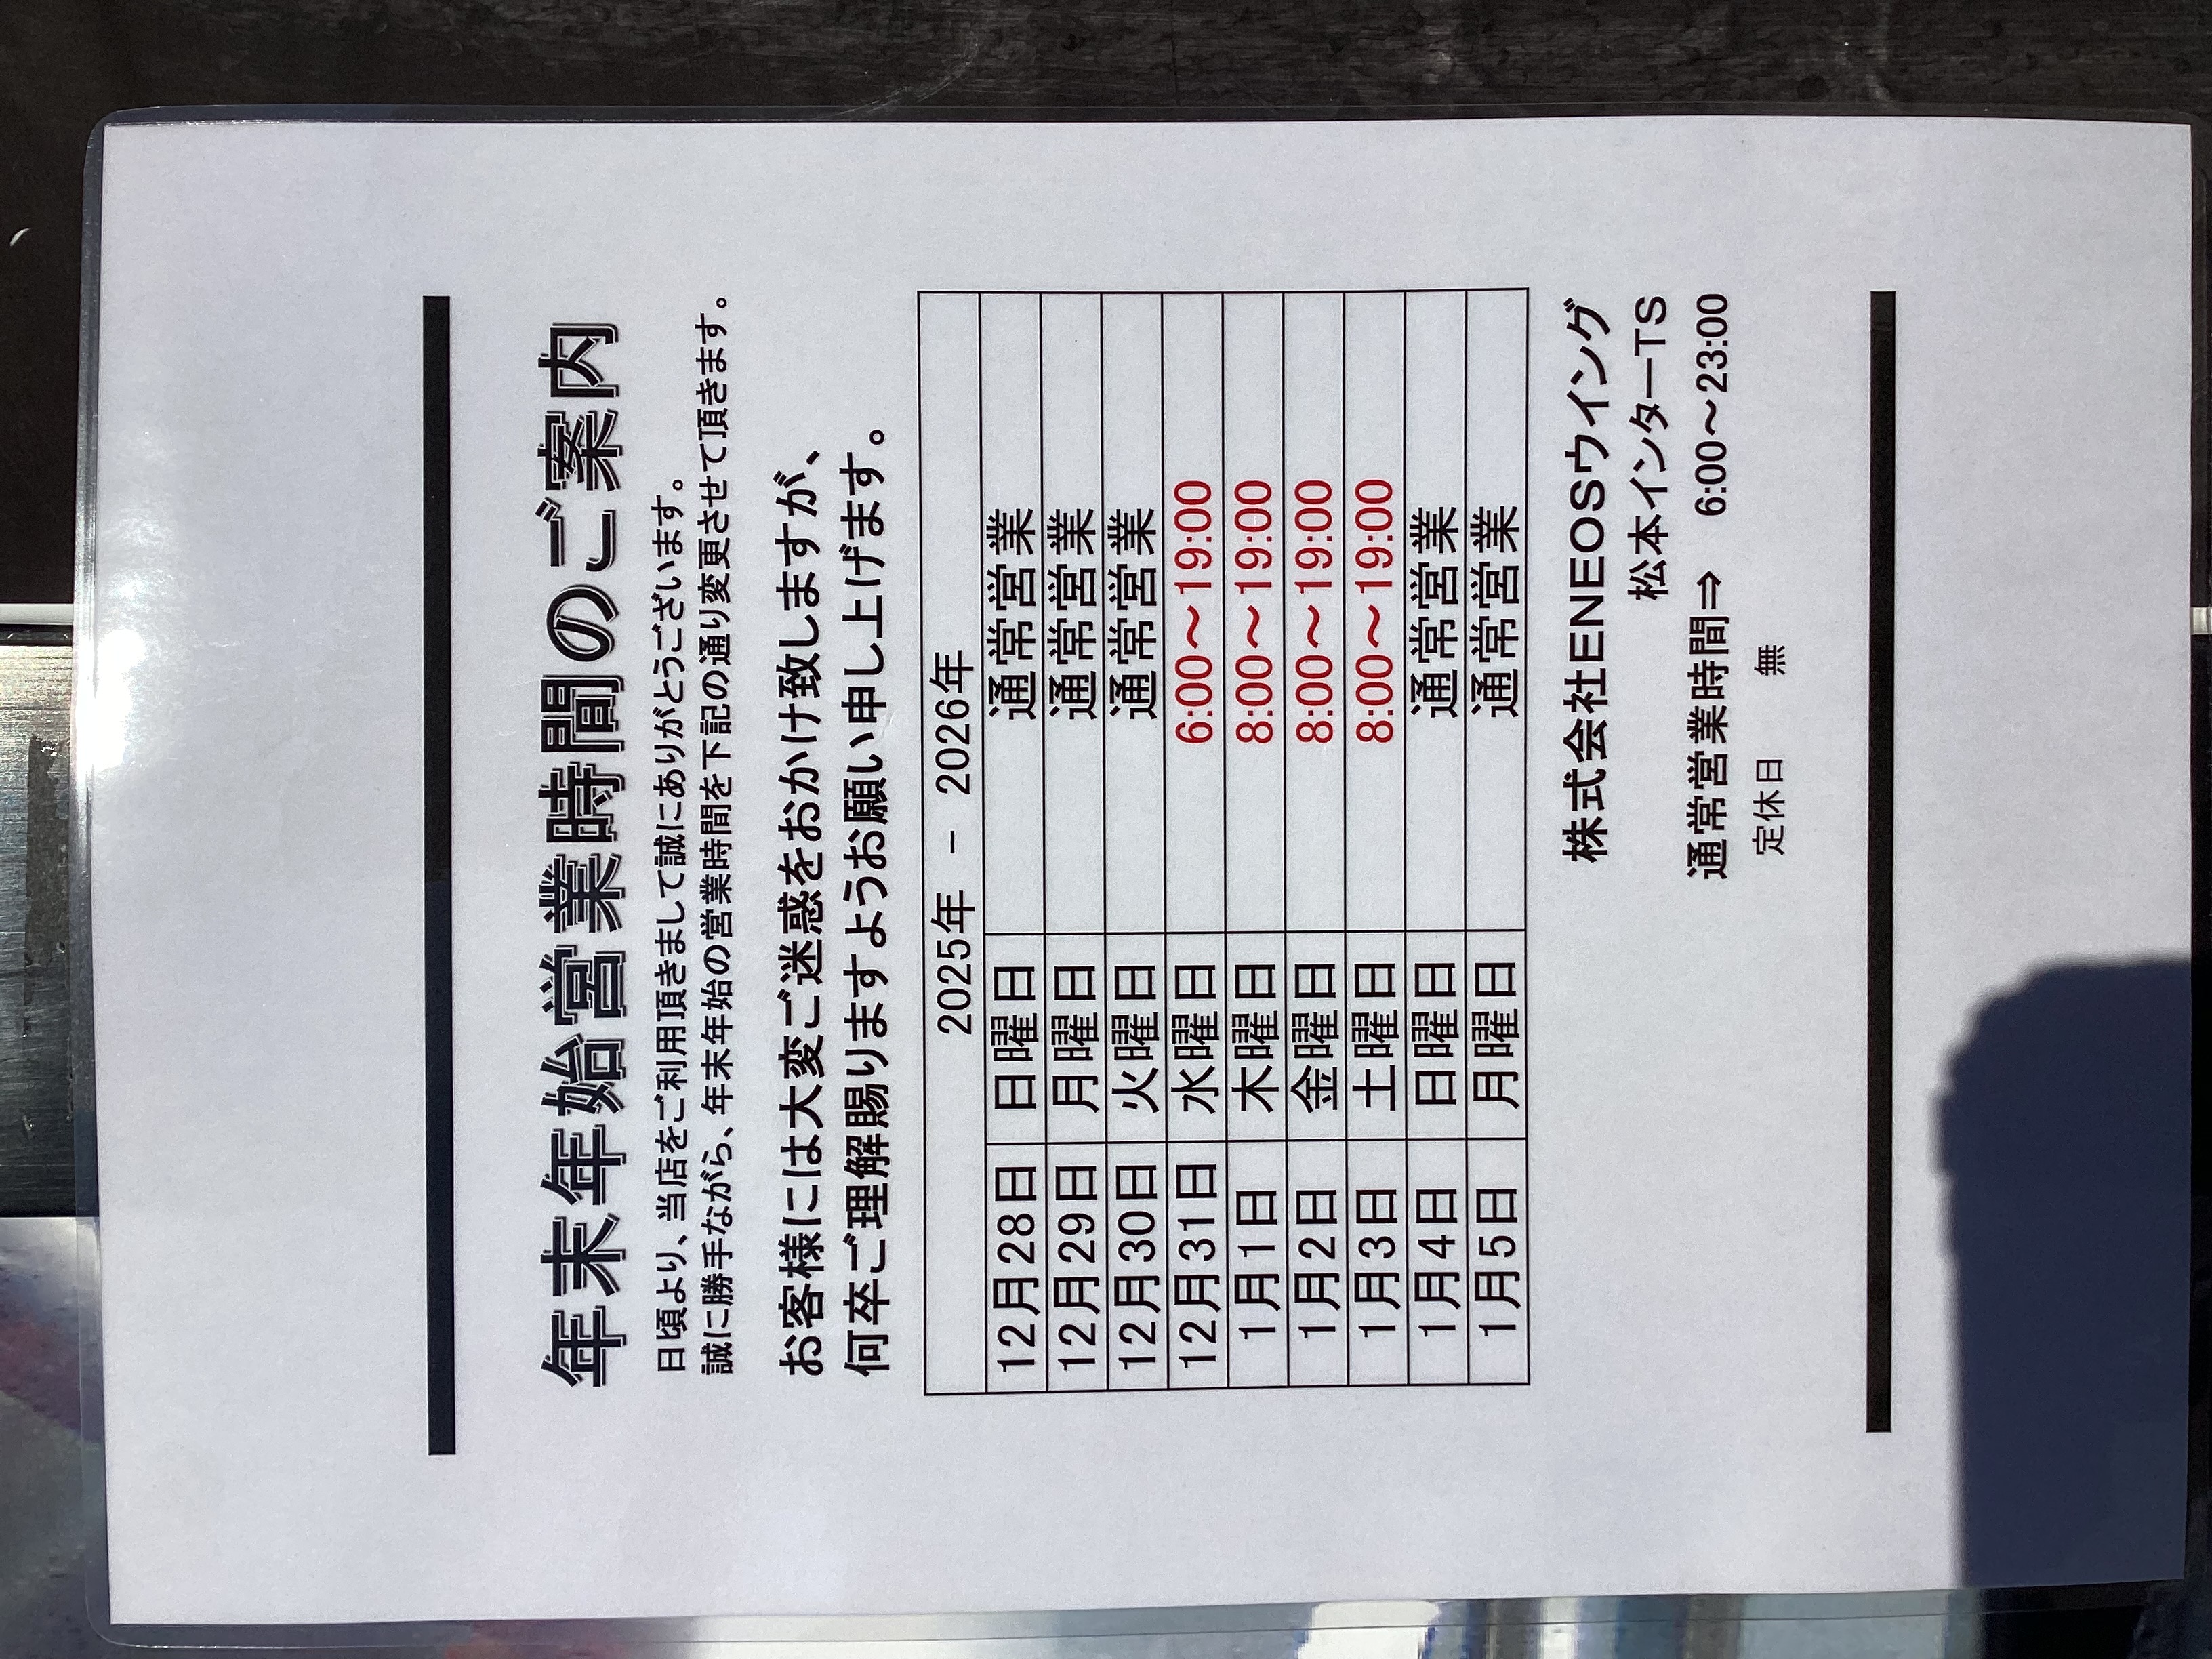 年末年始営業時間のご案内
日頃より、当店をご利用頂きまして誠にありがとうございます。
誠に勝手ながら、年末年始の営業時間を下記の通り変更させて頂きます。
お客様には大変ご迷惑をおかけ致しますが、
何卒ご理解賜りますようお願い申し上げます。
2025年 － 2026年
12月28日 日曜日 通常営業
12月29日 月曜日 通常営業
12月30日 火曜日 通常営業
12月31日 水曜日 6:00〜19:00
1月1日 木曜日 8:00〜19:00
1月2日 金曜日 8:00〜19:00
1月3日 土曜日 8:00〜19:00
1月4日 日曜日 通常営業
1月5日 月曜日 通常営業
株式会社ENEOSウイング
松本インターTS
通常営業時間⇒ 6:00〜23:00
定休日 無